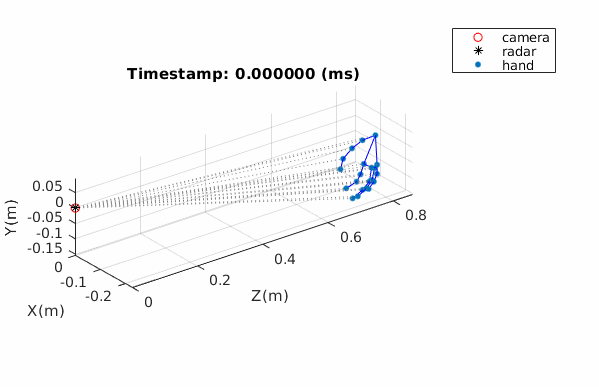 camera
radar
hand
Timestamp: 0.000000 (ms)
Y(m)
0.05
0
-0.05
-0.1
-0.15
0
-0.1
-0.2
X(m)
0
0.2
0.4
0.6
0.8
Z(m)